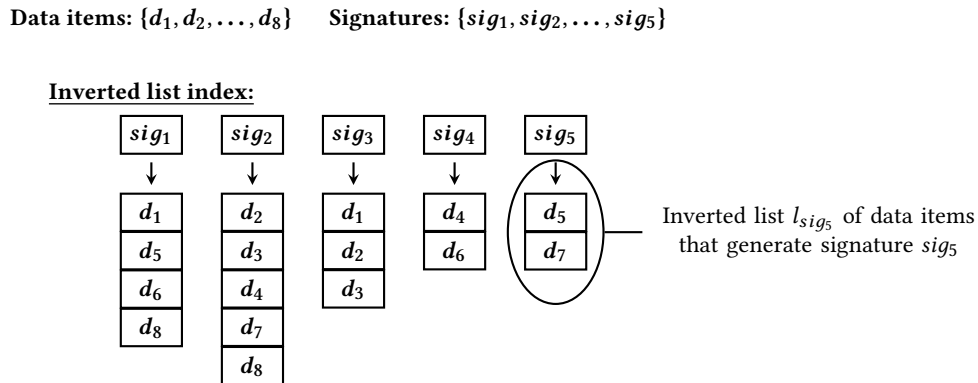 Data items: {d₁, d₂, . . . , d₈} Signatures: {sig₁, sig₂, . . . , sig₅}
Inverted list index:
sig₁ sig₂ sig₃ sig₄ sig₅
d₁ d₂ d₁ d₄ d₅
d₅ d₃ d₂ d₆ d₇
d₆ d₄ d₃
d₈ d₇
d₈
Inverted list l_{sig₅} of data items
that generate signature sig₅